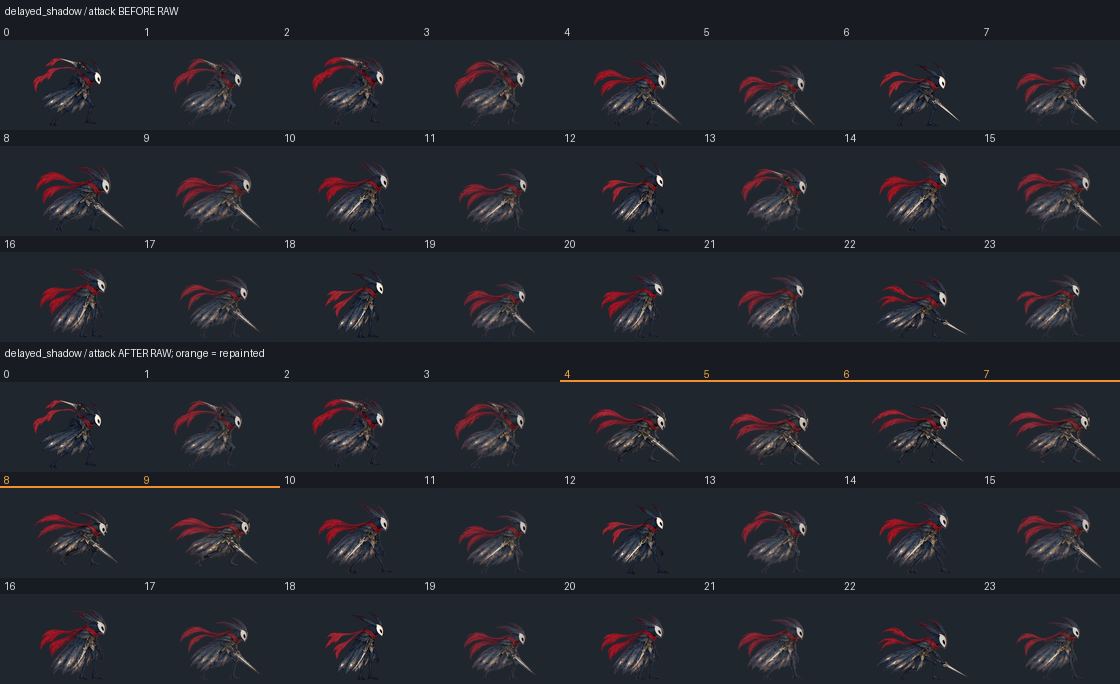 delayed_shadow / attack BEFORE RAW
0 1 2 3 4 5 6 7
8 9 10 11 12 13 14 15
16 17 18 19 20 21 22 23
delayed_shadow / attack AFTER RAW; orange = repainted
0 1 2 3 4 5 6 7
8 9 10 11 12 13 14 15
16 17 18 19 20 21 22 23